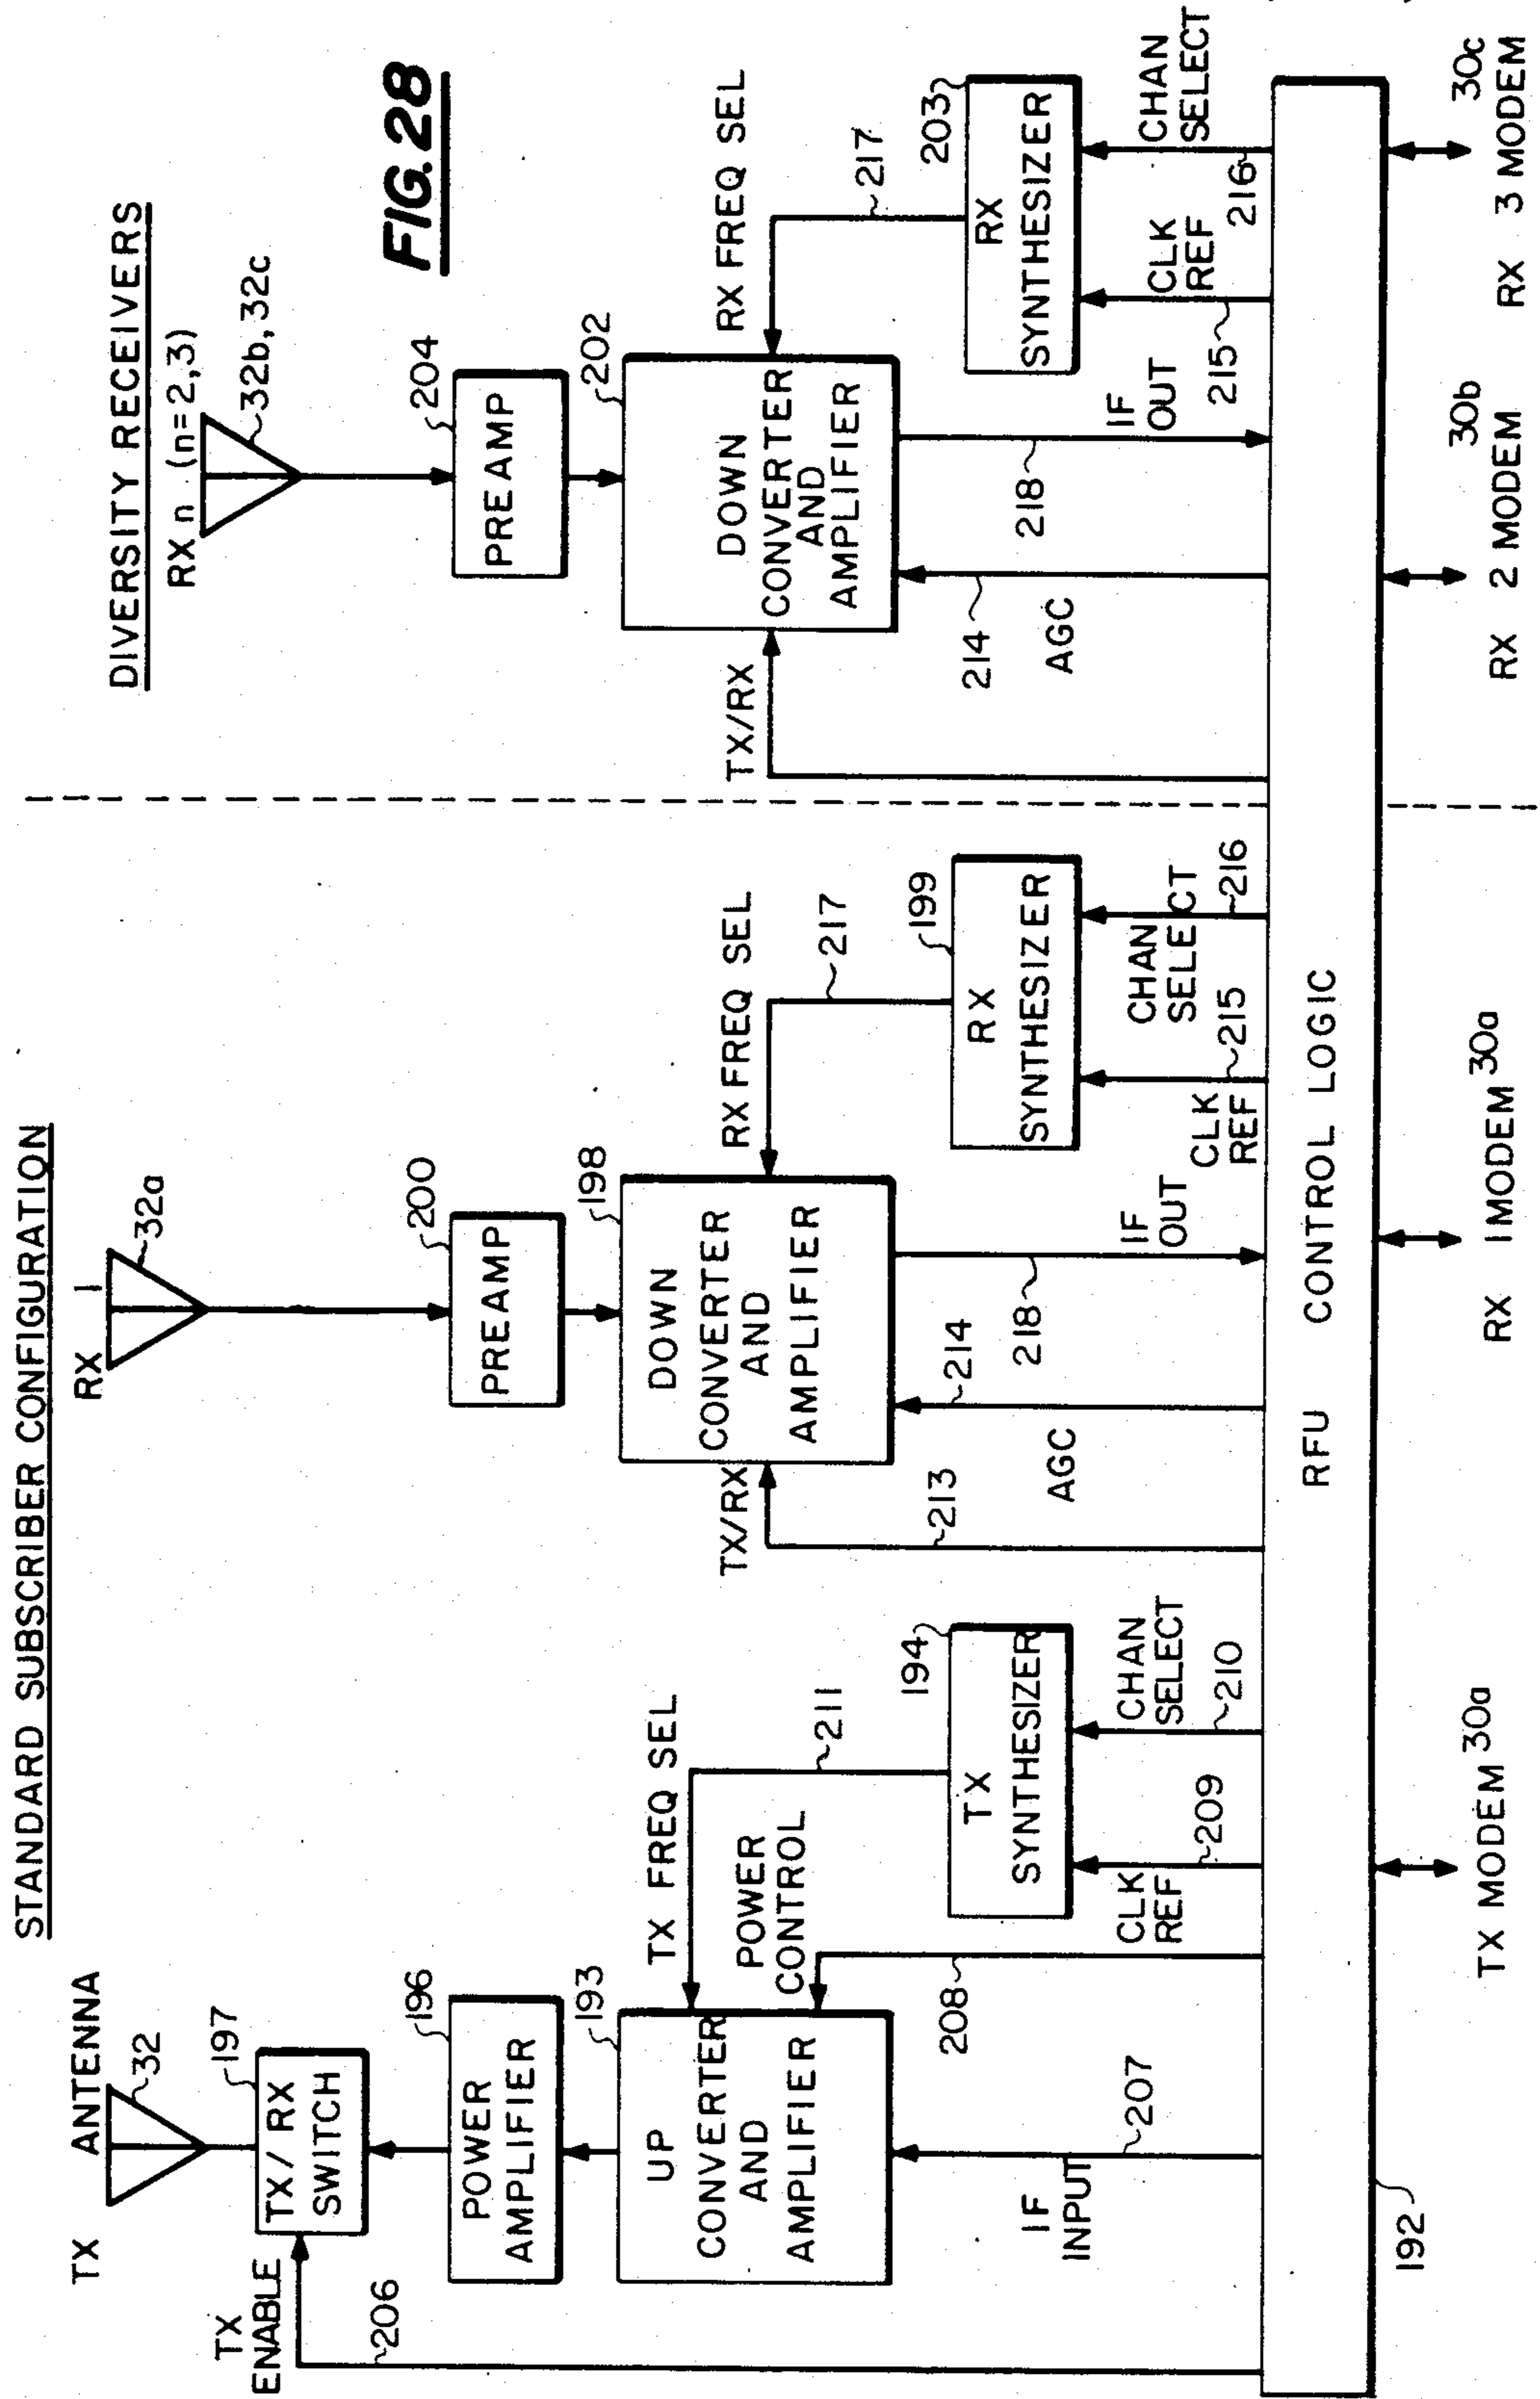 STANDARD SUBSCRIBER CONFIGURATION
DIVERSITY RECEIVERS
FIG. 28
TX ANTENNA
32
197
TX / RX
SWITCH
TX
ENABLE
206
196
POWER
AMPLIFIER
193
UP
CONVERTER
AND
AMPLIFIER
TX FREQ SEL
211
POWER
CONTROL
208
IF
INPUT
207
194
TX
SYNTHESIZER
CLK
REF
209
CHAN
SELECT
210
RX 1
32a
200
PREAMP
198
DOWN
CONVERTER
AND
AMPLIFIER
TX/RX
213
RX FREQ SEL
217
AGC
214
218
IF
OUT
199
RX
SYNTHESIZER
CLK
REF
215
CHAN
SELECT
216
RX n (n=2,3)
32b, 32c
204
PREAMP
202
DOWN
CONVERTER
AND
AMPLIFIER
TX/RX
RX FREQ SEL
217
214
AGC
218
IF
OUT
203
RX
SYNTHESIZER
CLK
REF
215
CHAN
SELECT
216
RFU CONTROL LOGIC
192
TX MODEM 30a
RX 1 MODEM 30a
RX 2 MODEM 30b
RX 3 MODEM 30c